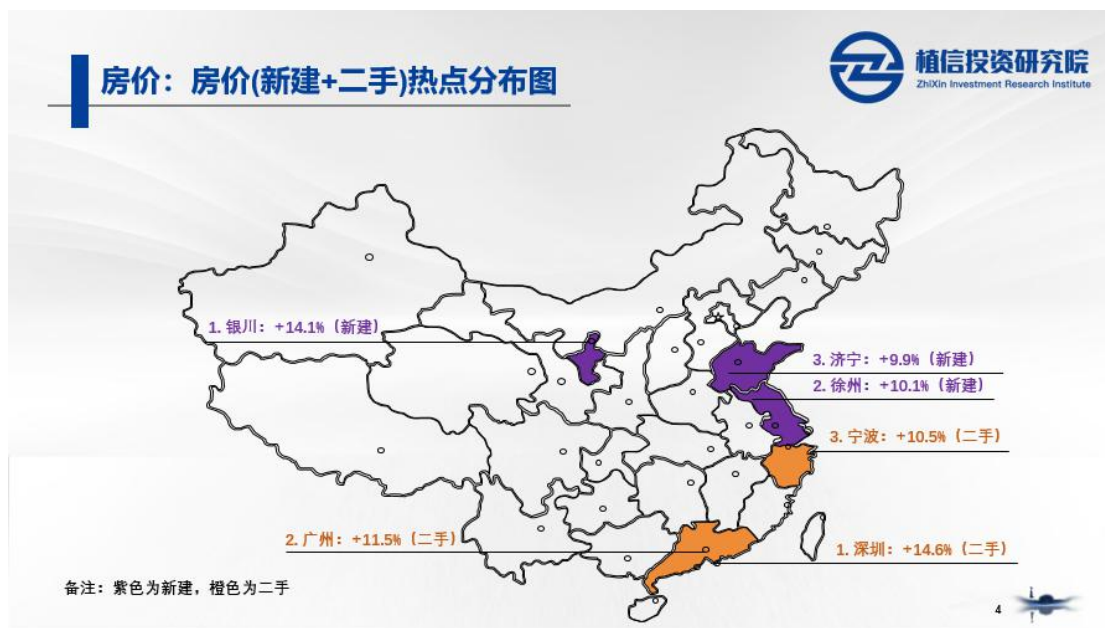 房价：房价(新建+二手)热点分布图
植信投资研究院
ZhiXin Investment Research Institute
1. 银川：+14.1%（新建）
3. 济宁：+9.9%（新建）
2. 徐州：+10.1%（新建）
3. 宁波：+10.5%（二手）
2. 广州：+11.5%（二手）
1. 深圳：+14.6%（二手）
备注：紫色为新建，橙色为二手
4